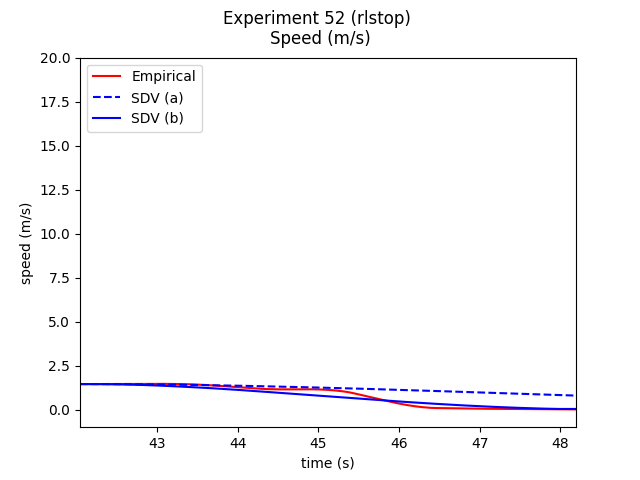 Experiment 52 (rlstop)
Speed (m/s)
20.0
17.5
15.0
12.5
10.0
7.5
5.0
2.5
0.0
speed (m/s)
Empirical
SDV (a)
SDV (b)
43
44
45
46
47
48
time (s)